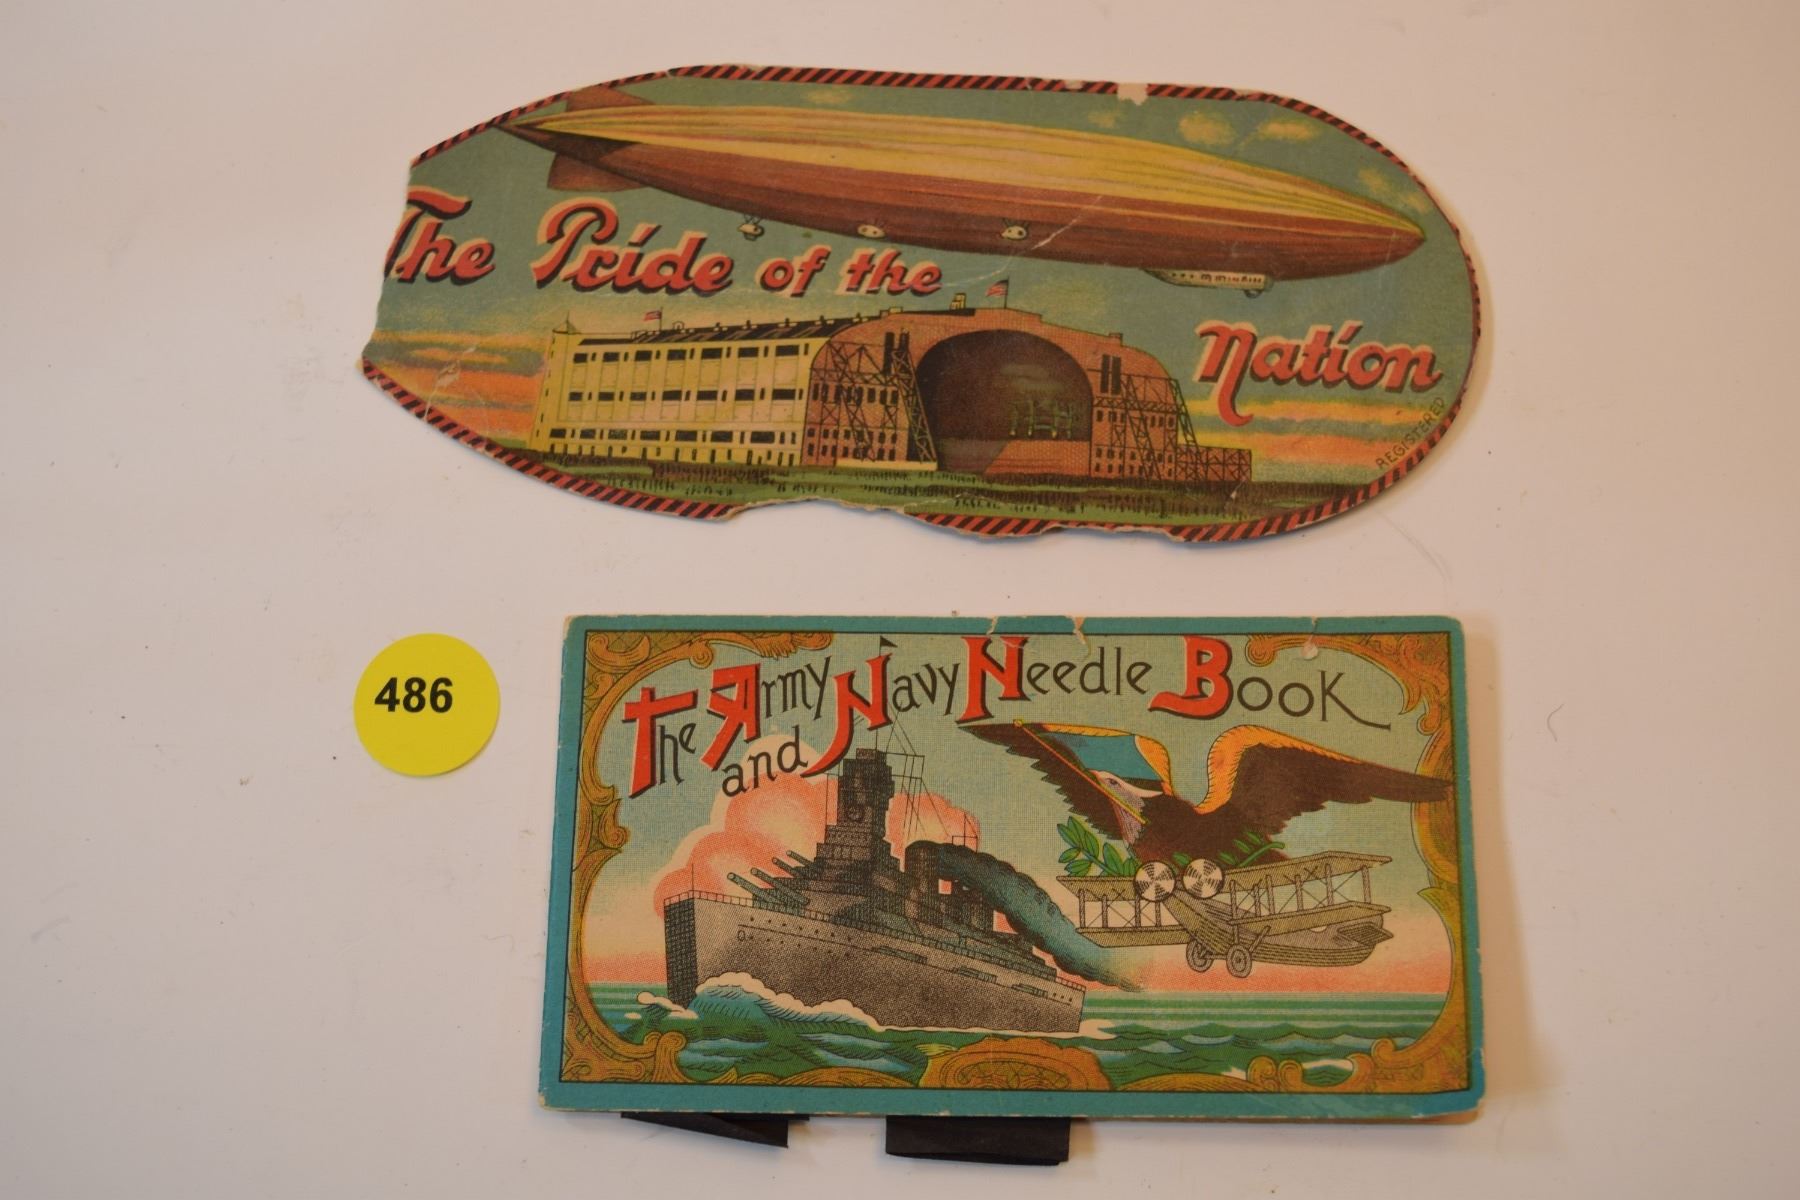 The Pride of the
Nation
REGISTERED
486
The Army and Navy Needle Book